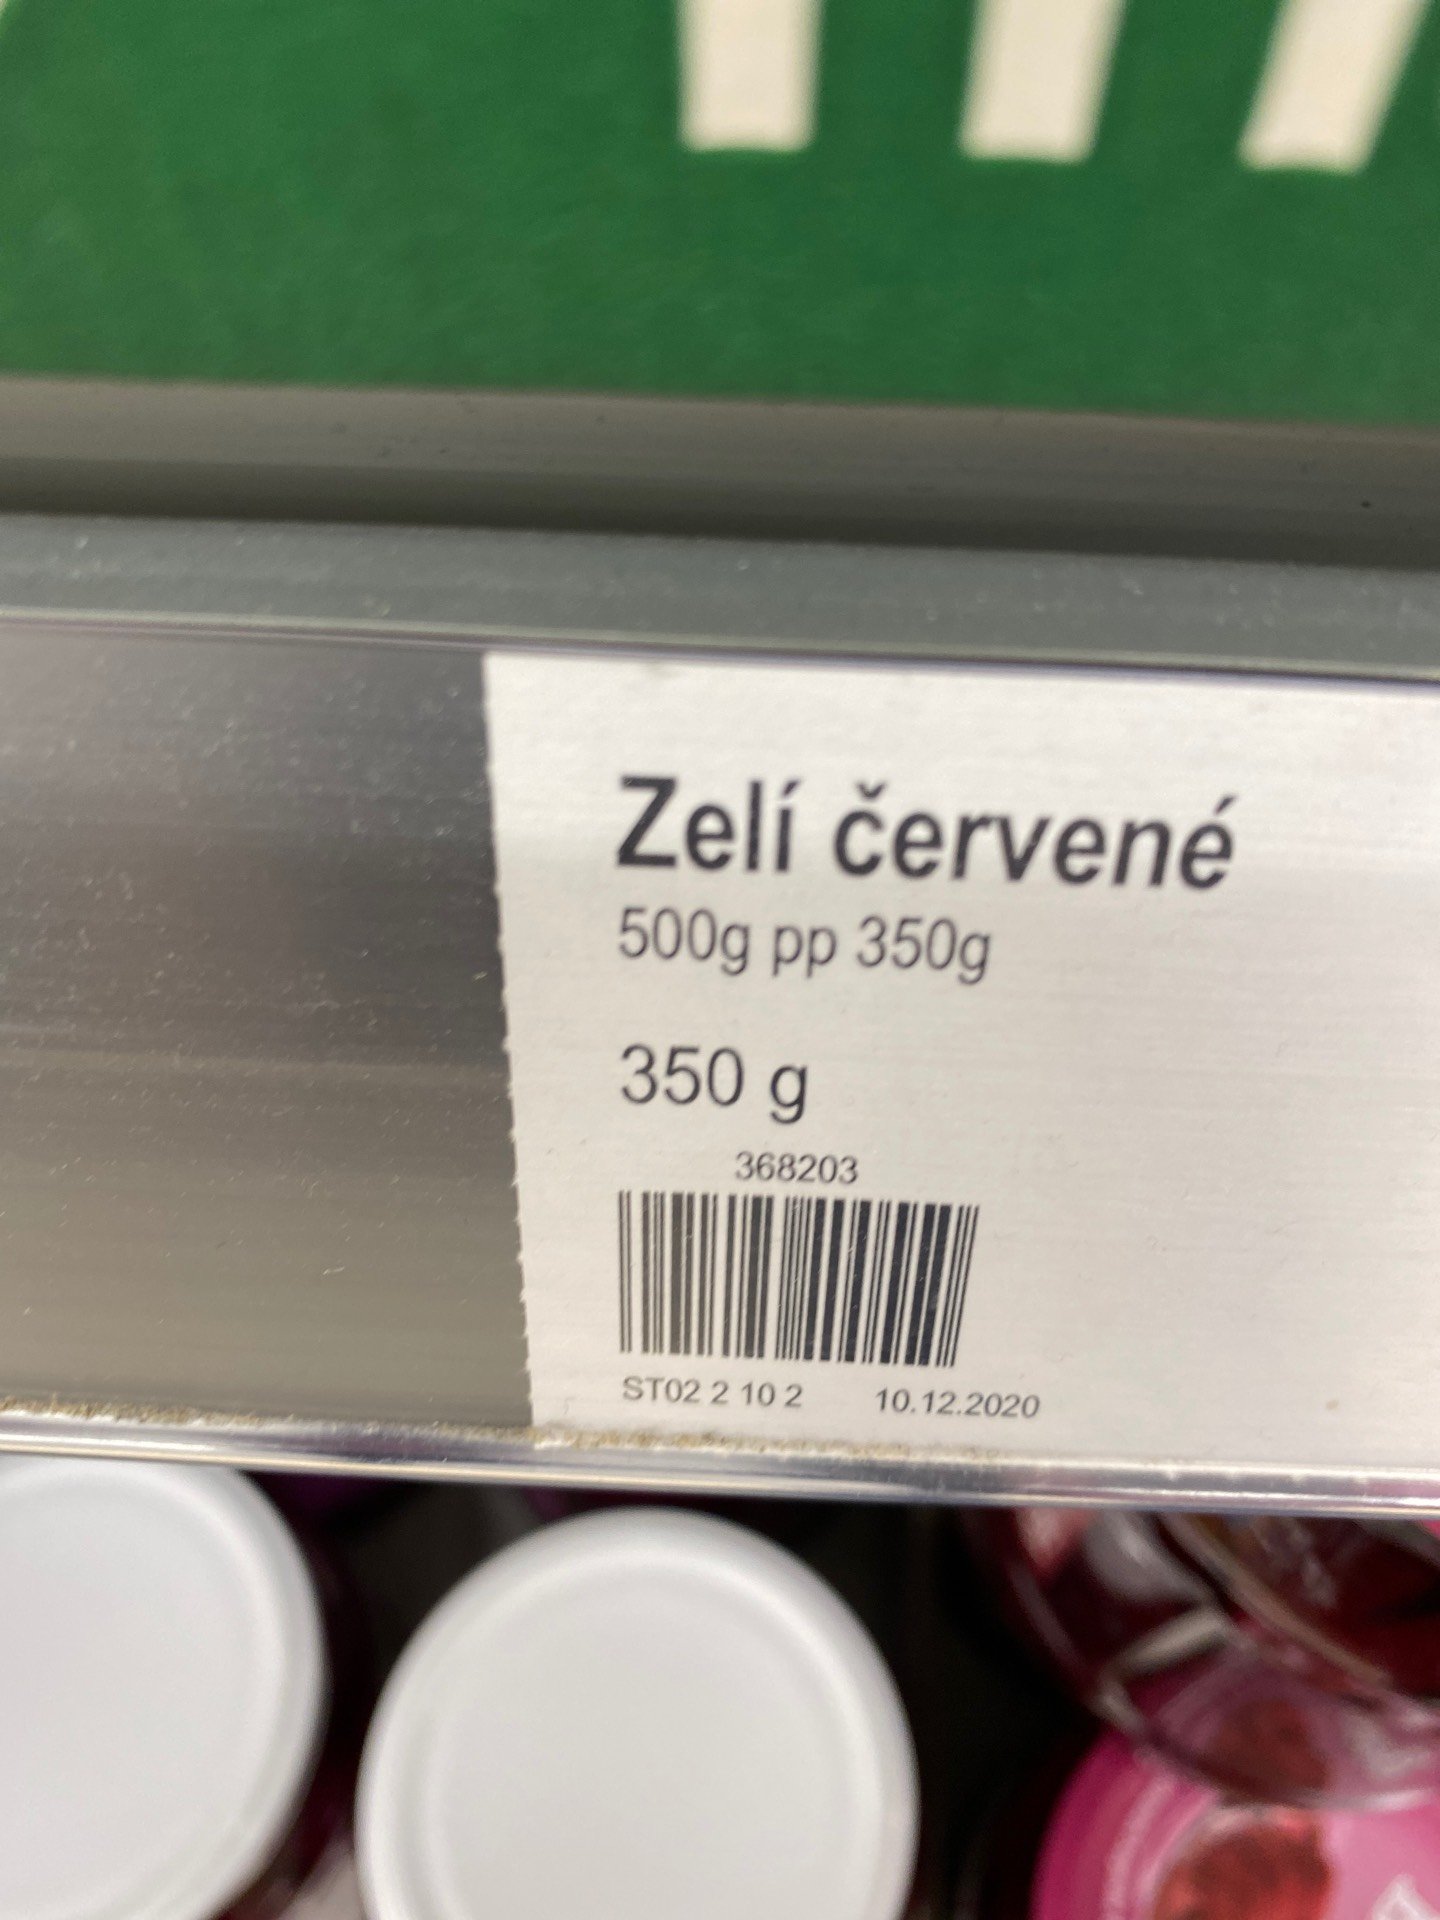 Zelí červené
500g pp 350g
350 g
368203
ST02 2 10 2 10.12.2020